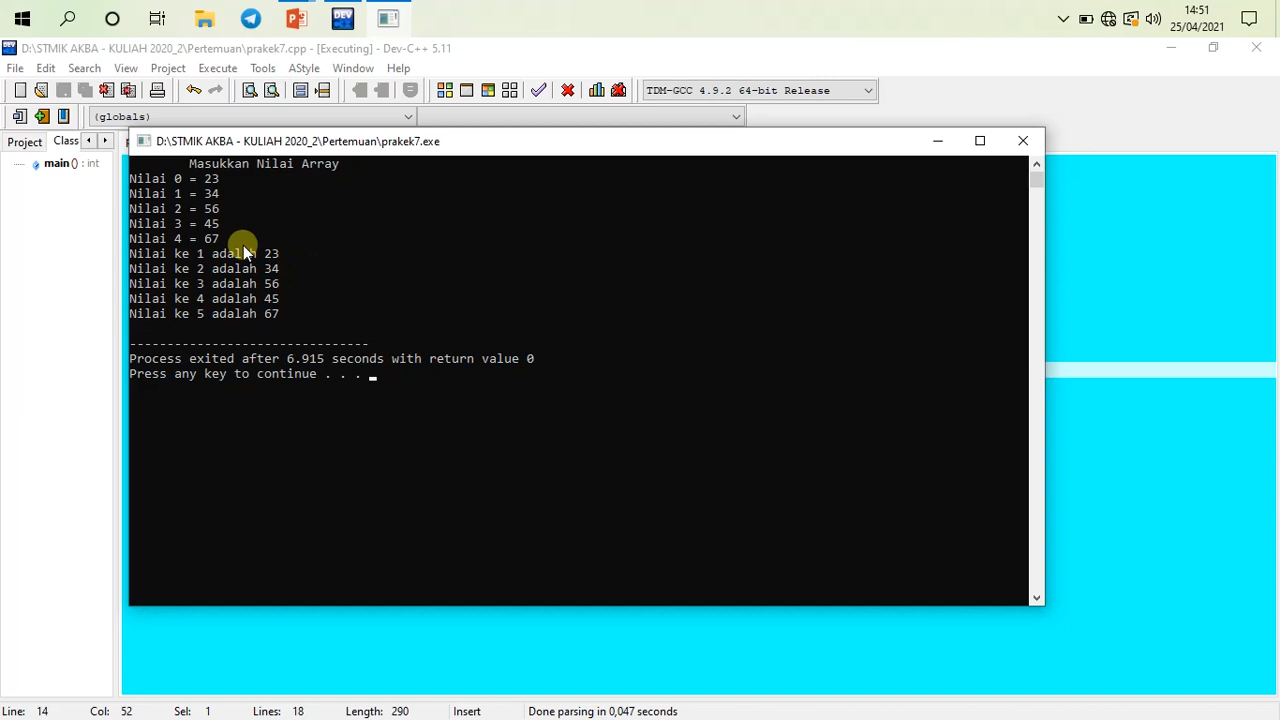 14:51
25/04/2021
D:\STMIK AKBA - KULIAH 2020_2\Pertemuan\prakek7.cpp - [Executing] - Dev-C++ 5.11
File Edit Search View Project Execute Tools AStyle Window Help
TDM-GCC 4.9.2 64-bit Release
(globals)
Project Class
main () : int
D:\STMIK AKBA - KULIAH 2020_2\Pertemuan\prakek7.exe
Masukkan Nilai Array
Nilai 0 = 23
Nilai 1 = 34
Nilai 2 = 56
Nilai 3 = 45
Nilai 4 = 67
Nilai ke 1 adalah 23
Nilai ke 2 adalah 34
Nilai ke 3 adalah 56
Nilai ke 4 adalah 45
Nilai ke 5 adalah 67
--------------------------------
Process exited after 6.915 seconds with return value 0
Press any key to continue . . .
Line: 14 Col: 52 Sel: 1 Lines: 18 Length: 290 Insert Done parsing in 0,047 seconds